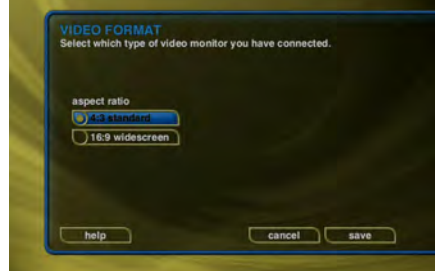 VIDEO FORMAT
Select which type of video monitor you have connected.
aspect ratio
4:3 standard
16:9 widescreen
help
cancel
save